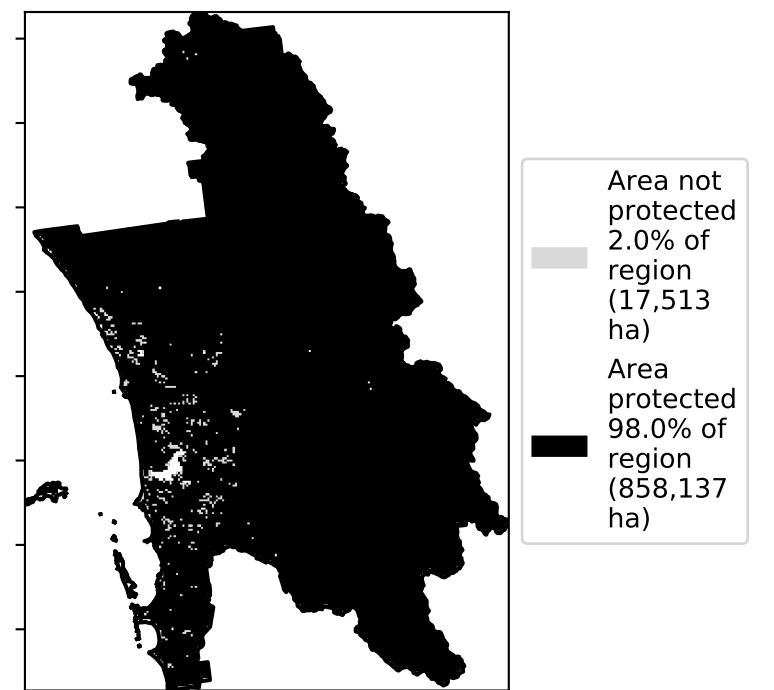 Area not
protected
2.0% of
region
(17,513
ha)
Area
protected
98.0% of
region
(858,137
ha)